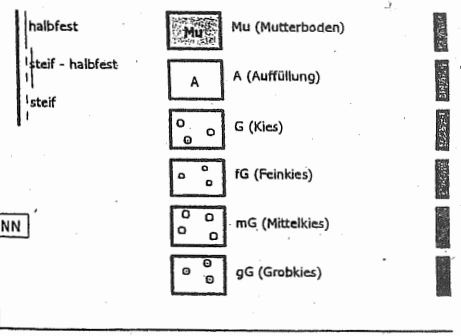 halbfest
steif - halbfest
steif
NN
Mu
Mu (Mutterboden)
A
A (Auffüllung)
G (Kies)
fG (Feinkies)
mG (Mittelkies)
gG (Grobkies)